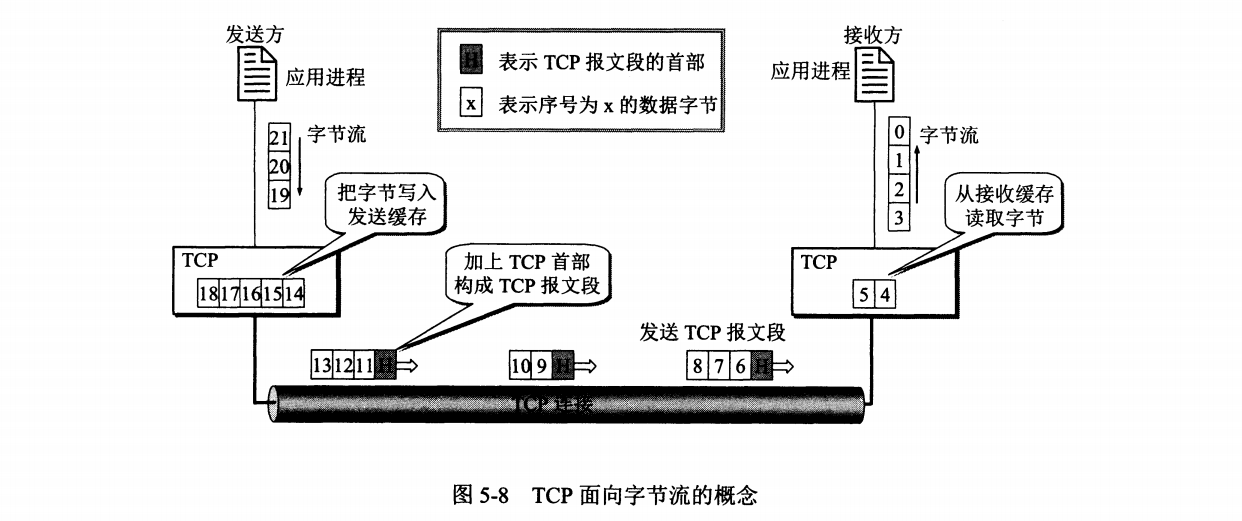 发送方
应用进程
H 表示 TCP 报文段的首部
x 表示序号为 x 的数据字节
接收方
应用进程
21
20
19
字节流
把字节写入
发送缓存
0
1
2
3
字节流
从接收缓存
读取字节
TCP
18 17 16 15 14
加上 TCP 首部
构成 TCP 报文段
TCP
5 4
发送 TCP 报文段
13 12 11 H
10 9 H
8 7 6 H
TCP 连接
图 5-8 TCP 面向字节流的概念